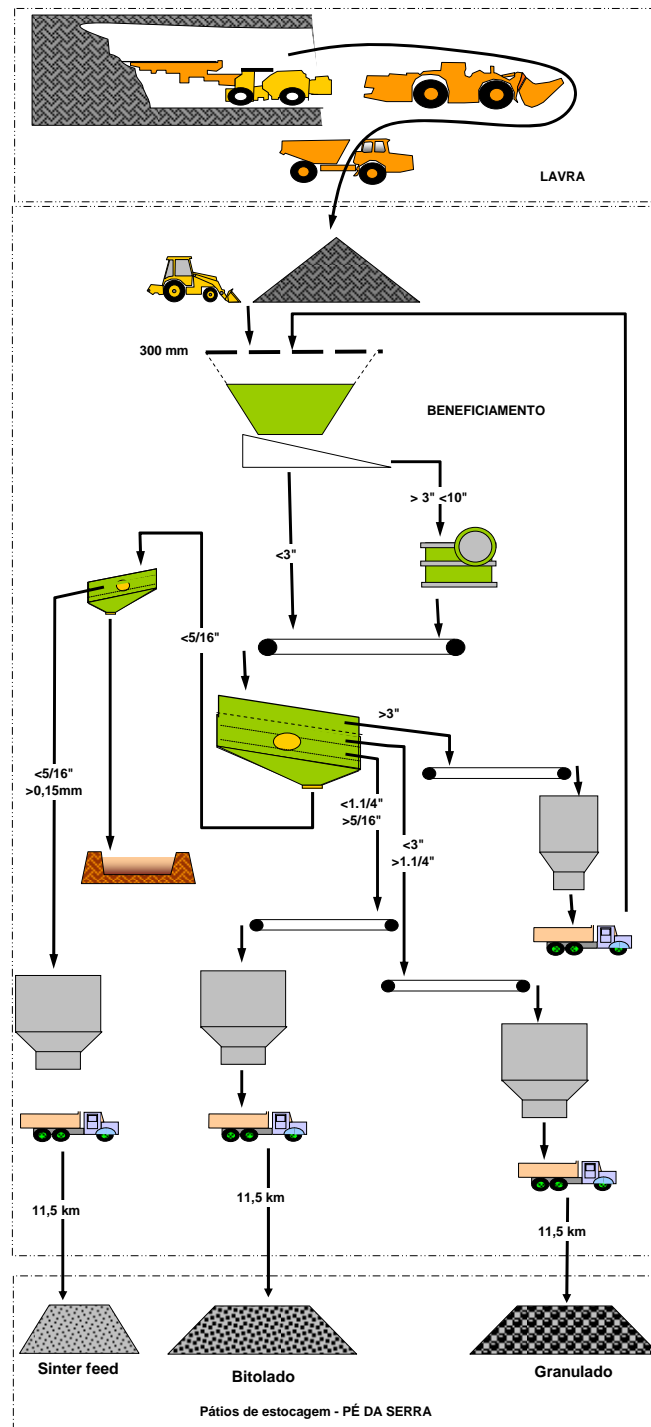 LAVRA
300 mm
BENEFICIAMENTO
> 3" <10"
<3"
<5/16"
>3"
<5/16"
>0,15mm
<1.1/4"
>5/16"
<3"
>1.1/4"
11,5 km
11,5 km
11,5 km
Sinter feed
Bitolado
Granulado
Pátios de estocagem - PÉ DA SERRA